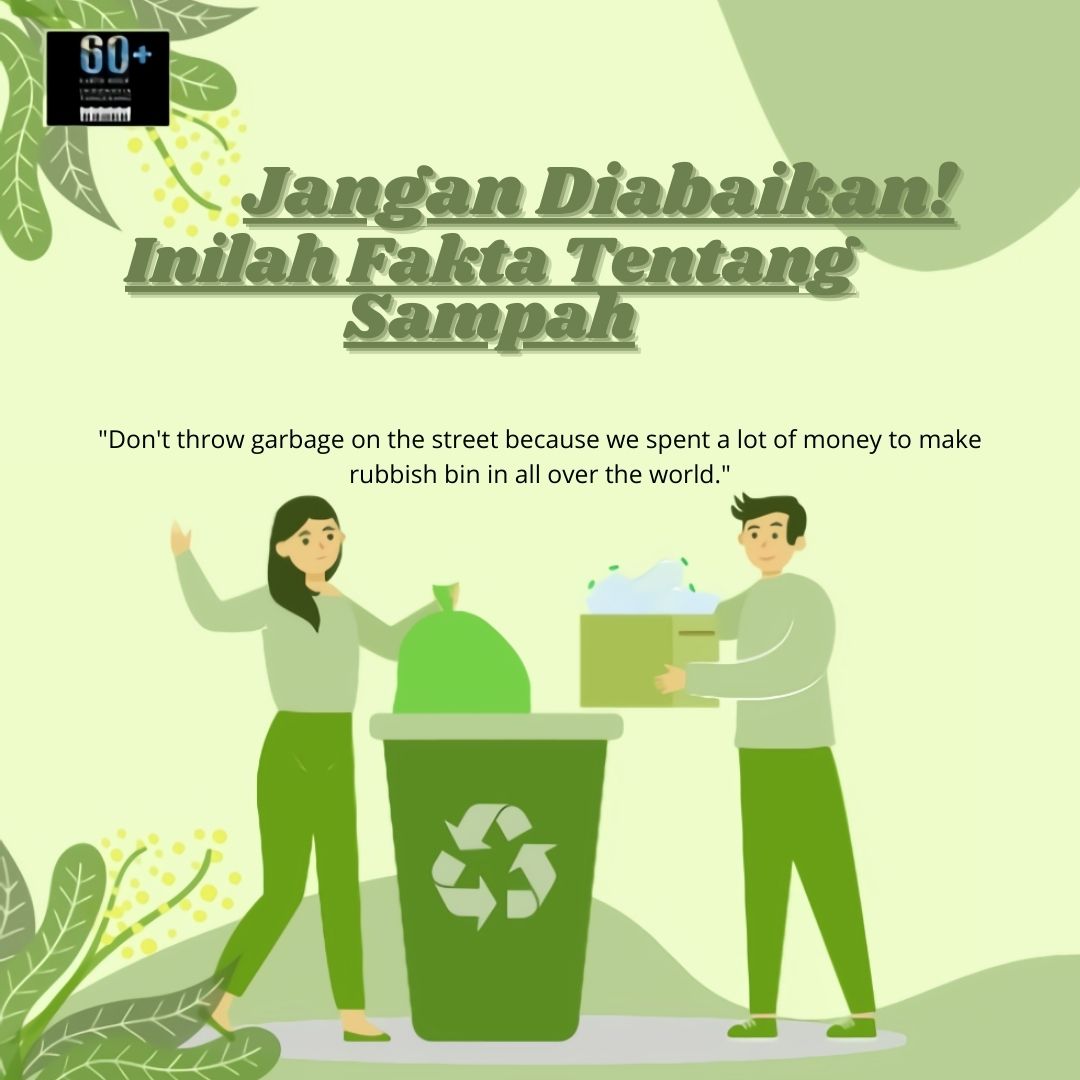 60+
Jangan Diabaikan!
Inilah Fakta Tentang
Sampah
"Don't throw garbage on the street because we spent a lot of money to make
rubbish bin in all over the world."